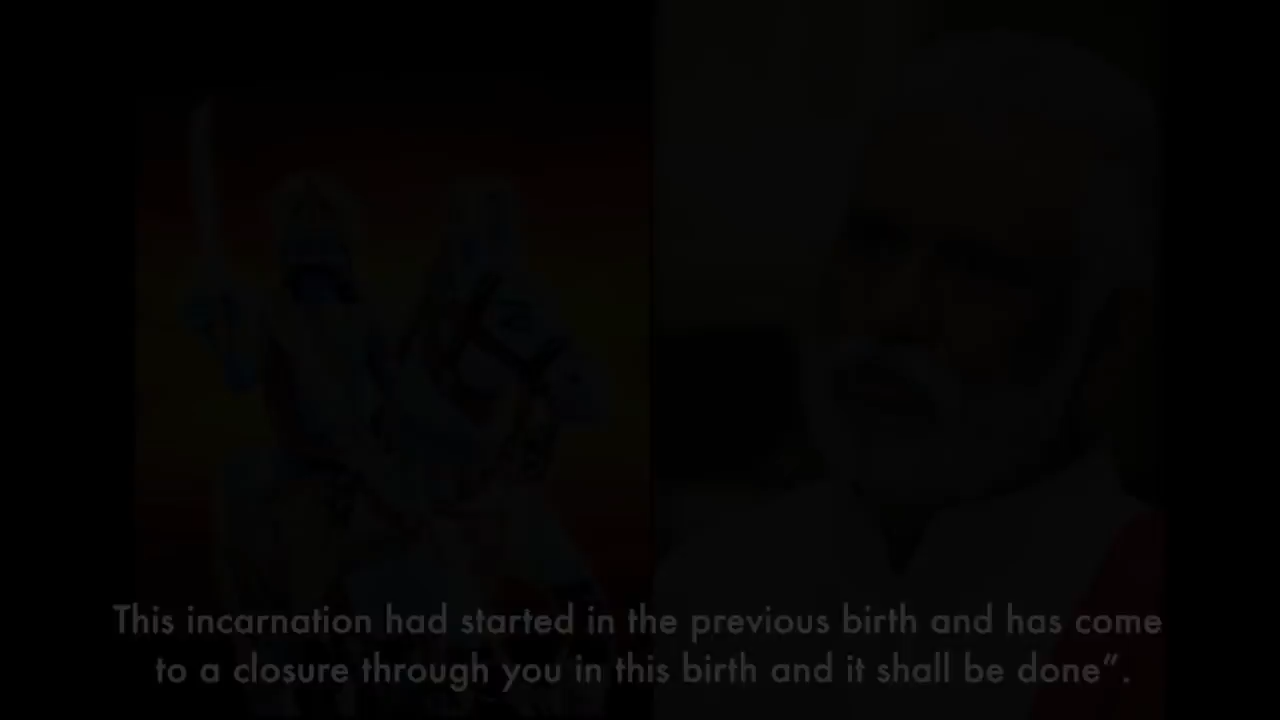 This incarnation had started in the previous birth and has come
to a closure through you in this birth and it shall be done”.